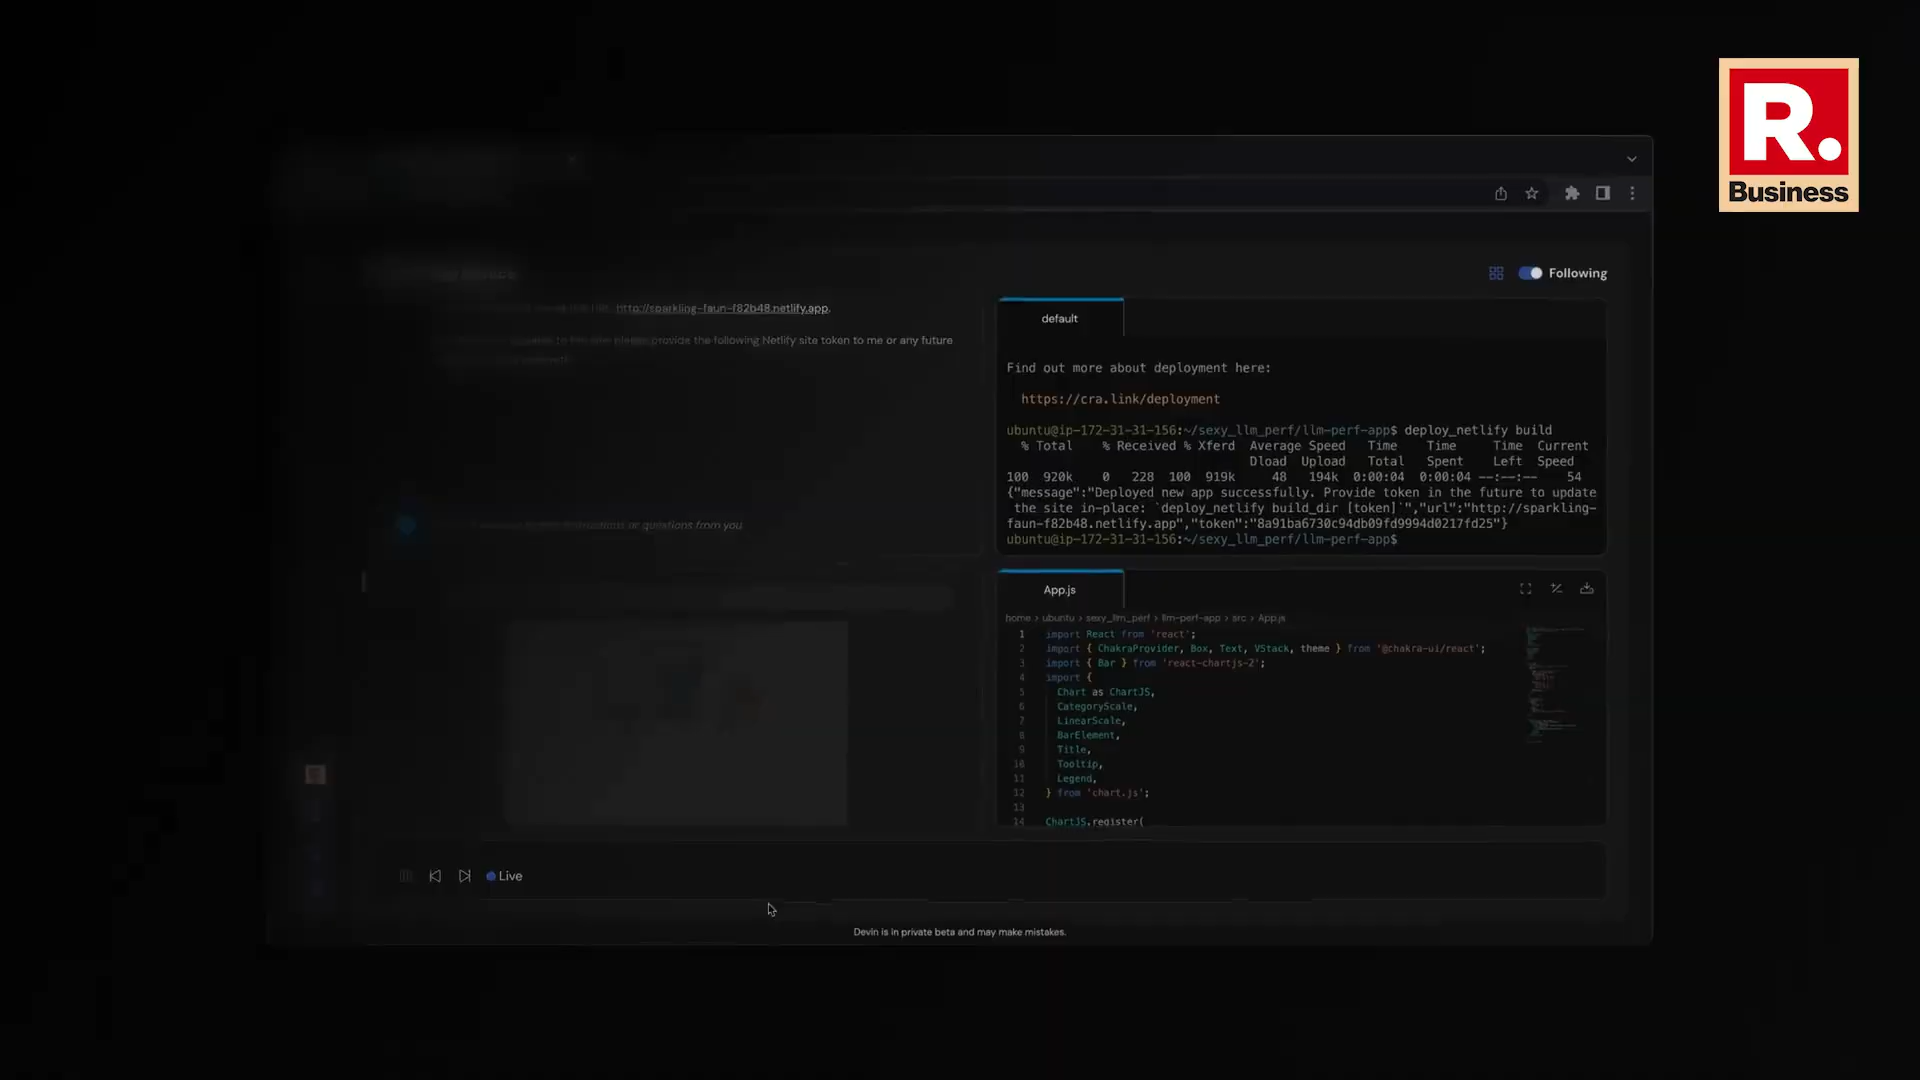 R.
Business
Following
http://sparkling-faun-f82b48.netlify.app.
please provide the following Netlify site token to me or any future
instructions or questions from you
default
Find out more about deployment here:
https://cra.link/deployment
ubuntu@ip-172-31-31-156:~/sexy_llm_perf/llm-perf-app$ deploy_netlify build
% Total % Received % Xferd Average Speed Time Time Time Current
Dload Upload Total Spent Left Speed
100 920k 0 228 100 919k 48 194k 0:00:04 0:00:04 --:--:-- 54
{"message":"Deployed new app successfully. Provide token in the future to update
the site in-place: `deploy_netlify build_dir [token]`","url":"http://sparkling-
faun-f82b48.netlify.app","token":"8a91ba6730c94db09fd9994d0217fd25"}
ubuntu@ip-172-31-31-156:~/sexy_llm_perf/llm-perf-app$
App.js
home > ubuntu > sexy_llm_perf > llm-perf-app > src > App.js
1 import React from 'react';
2 import { ChakraProvider, Box, Text, VStack, theme } from '@chakra-ui/react';
3 import { Bar } from 'react-chartjs-2';
4 import {
5 Chart as ChartJS,
6 CategoryScale,
7 LinearScale,
8 BarElement,
9 Title,
10 Tooltip,
11 Legend,
12 } from 'chart.js';
13
14 ChartJS.register(
Live
Devin is in private beta and may make mistakes.